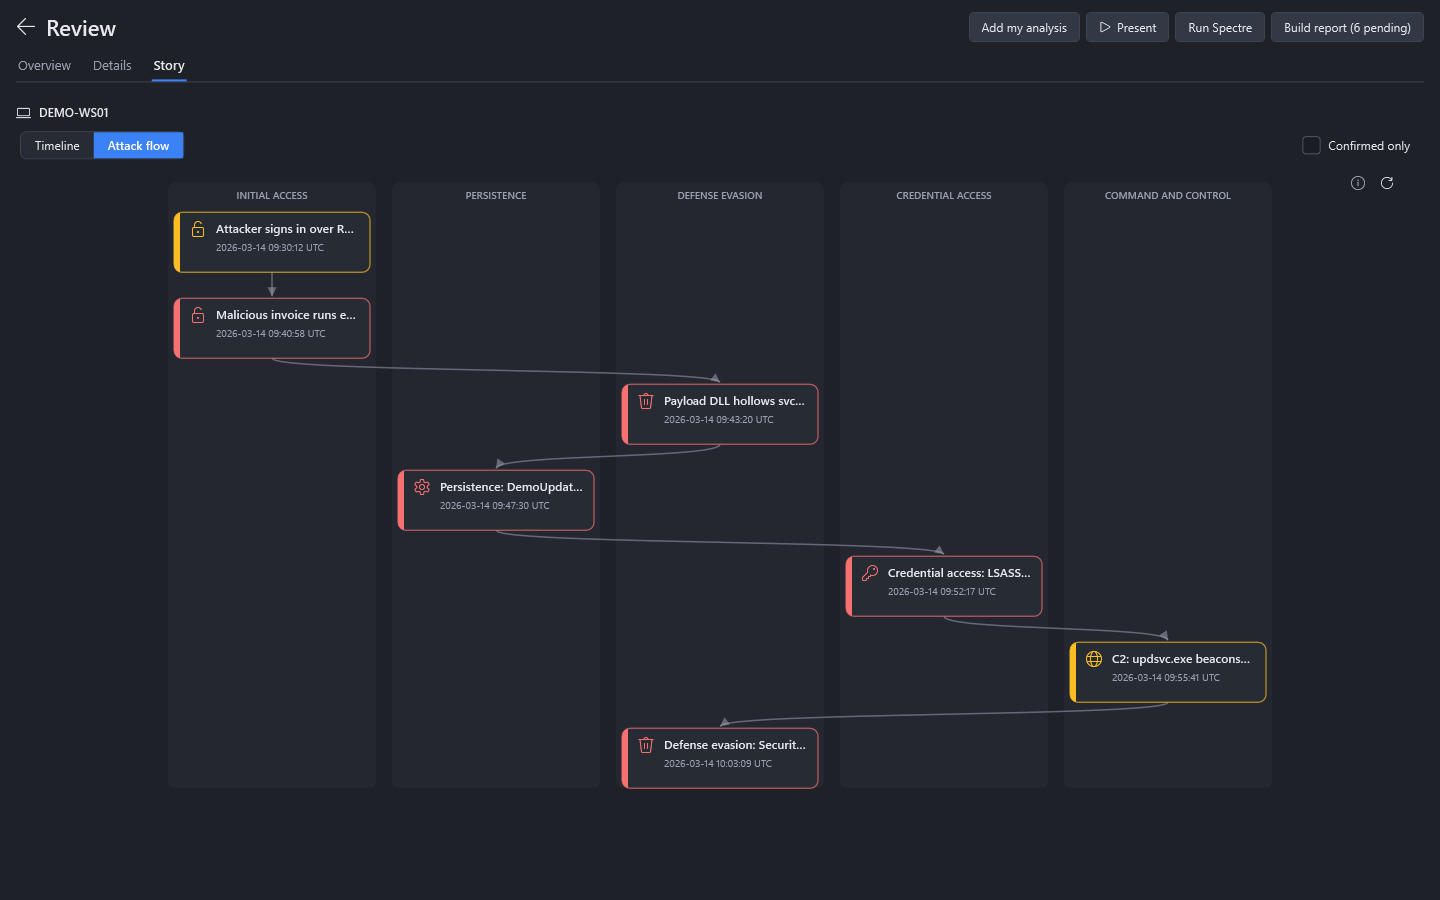 Review
Add my analysis
Present
Run Spectre
Build report (6 pending)
Overview
Details
Story
DEMO-WS01
Timeline
Attack flow
Confirmed only
INITIAL ACCESS
PERSISTENCE
DEFENSE EVASION
CREDENTIAL ACCESS
COMMAND AND CONTROL
Attacker signs in over R...
2026-03-14 09:30:12 UTC
Malicious invoice runs e...
2026-03-14 09:40:58 UTC
Payload DLL hollows svc...
2026-03-14 09:43:20 UTC
Persistence: DemoUpdat...
2026-03-14 09:47:30 UTC
Credential access: LSASS...
2026-03-14 09:52:17 UTC
C2: updsvc.exe beacons...
2026-03-14 09:55:41 UTC
Defense evasion: Securit...
2026-03-14 10:03:09 UTC